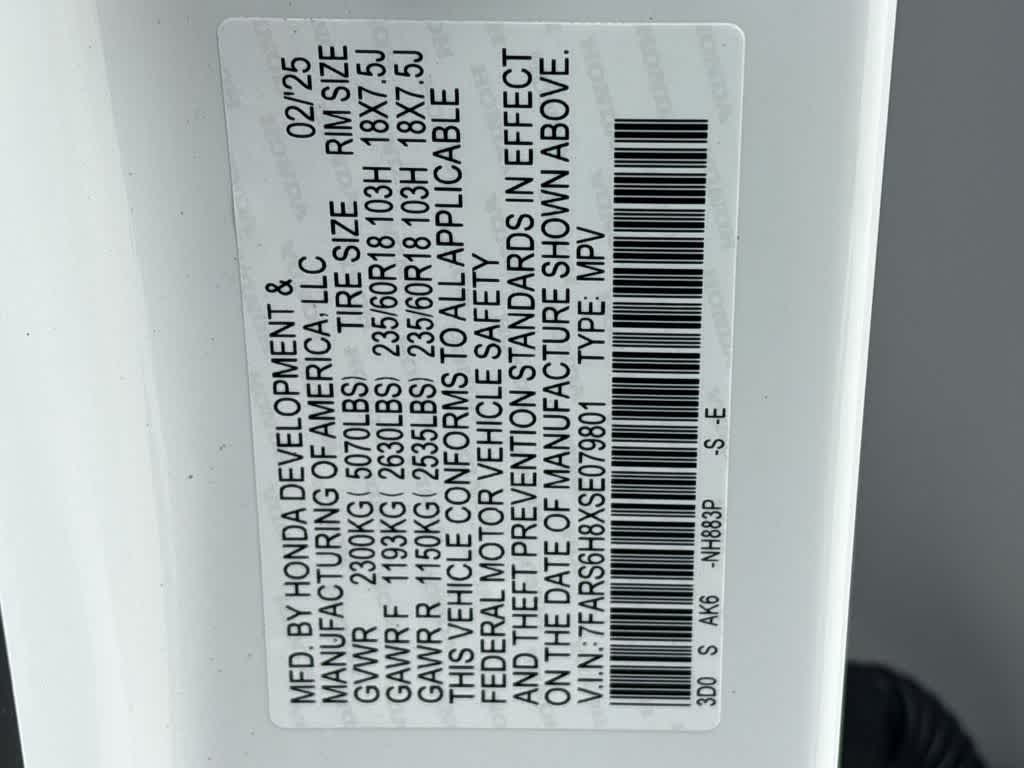 MFD. BY HONDA DEVELOPMENT & 02/'25
MANUFACTURING OF AMERICA, LLC RIM SIZE
GVWR 2300KG( 5070LBS) TIRE SIZE
GAWR F 1193KG( 2630LBS) 235/60R18 103H 18X7.5J
GAWR R 1150KG( 2535LBS) 235/60R18 103H 18X7.5J
THIS VEHICLE CONFORMS TO ALL APPLICABLE
FEDERAL MOTOR VEHICLE SAFETY
AND THEFT PREVENTION STANDARDS IN EFFECT
ON THE DATE OF MANUFACTURE SHOWN ABOVE.
V.I.N.:7FARS6H8XSE079801 TYPE: MPV
3D0 S AK6 -NH883P -S -E